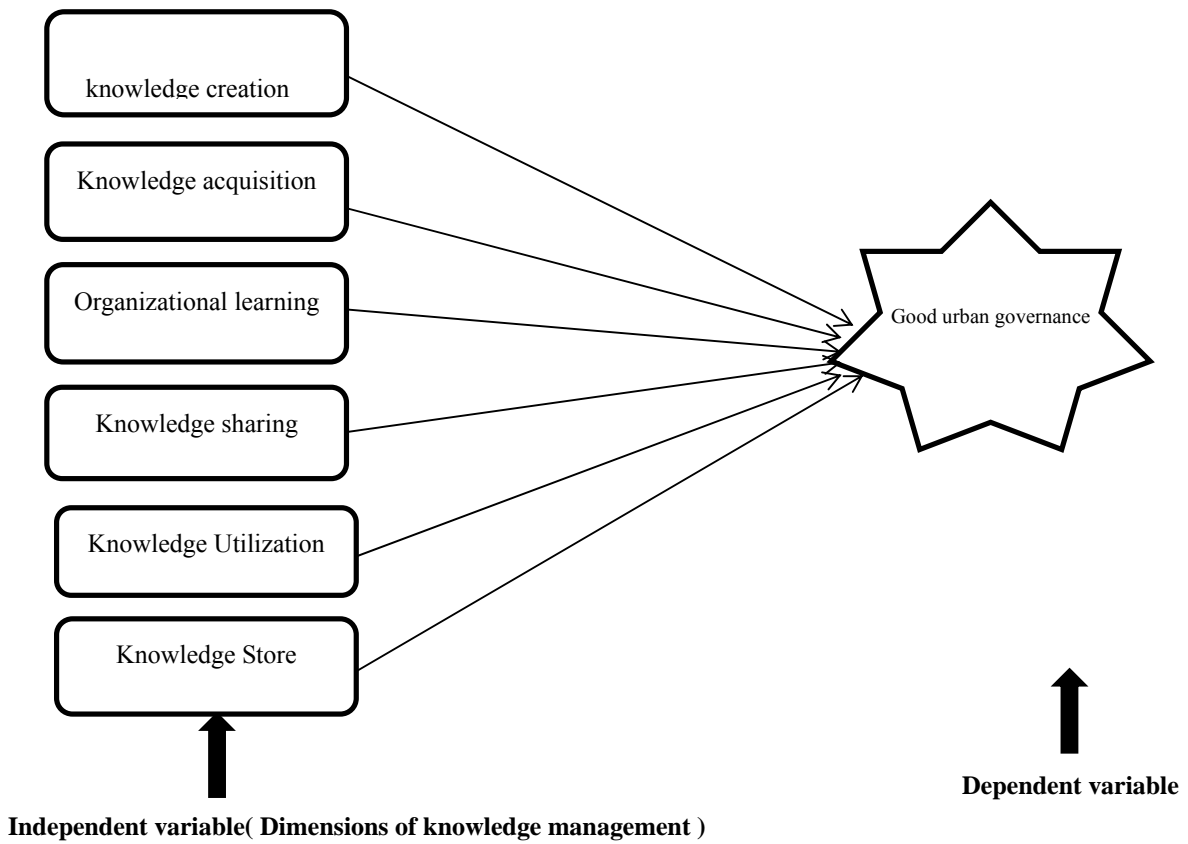 knowledge creation
Knowledge acquisition
Organizational learning
Knowledge sharing
Knowledge Utilization
Knowledge Store
Good urban governance
Dependent variable
Independent variable( Dimensions of knowledge management )